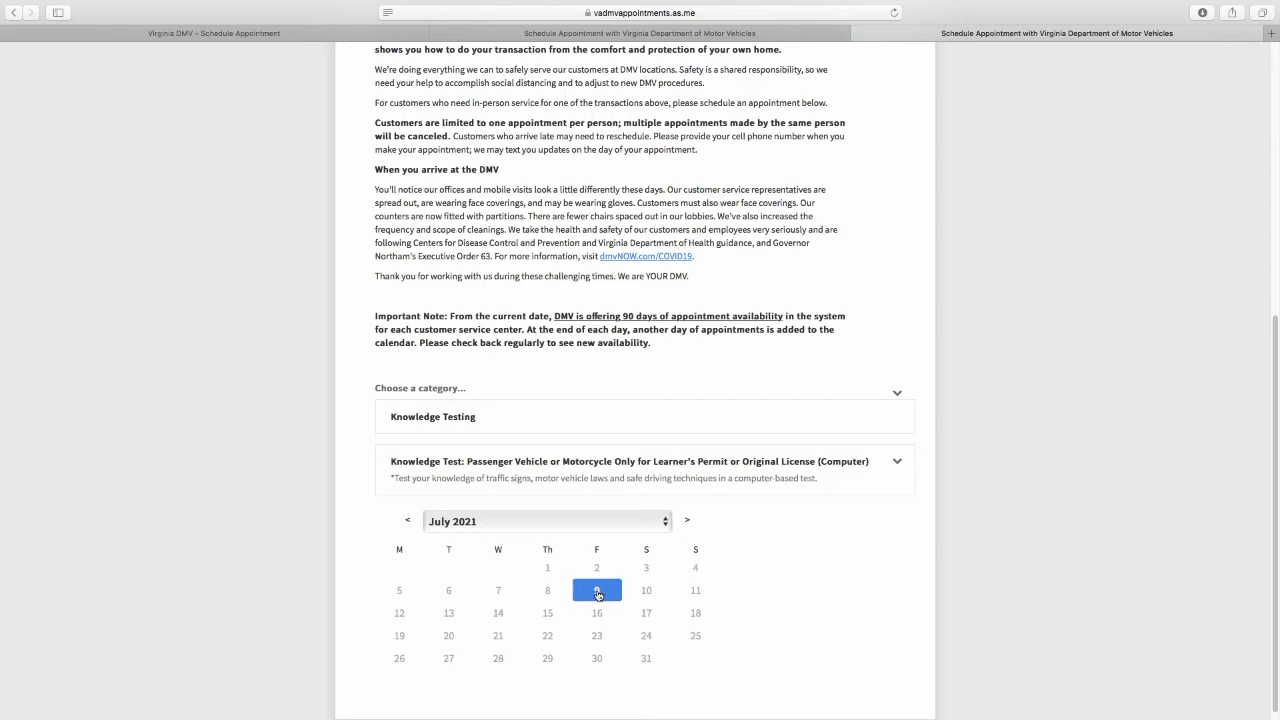 vadmvappointments.as.me
Virginia DMV - Schedule Appointment
Schedule Appointment with Virginia Department of Motor Vehicles
Schedule Appointment with Virginia Department of Motor Vehicles
shows you how to do your transaction from the comfort and protection of your own home.
We're doing everything we can to safely serve our customers at DMV locations. Safety is a shared responsibility, so we
need your help to accomplish social distancing and to adjust to new DMV procedures.
For customers who need in-person service for one of the transactions above, please schedule an appointment below.
Customers are limited to one appointment per person; multiple appointments made by the same person
will be canceled. Customers who arrive late may need to reschedule. Please provide your cell phone number when you
make your appointment; we may text you updates on the day of your appointment.
When you arrive at the DMV
You'll notice our offices and mobile visits look a little differently these days. Our customer service representatives are
spread out, are wearing face coverings, and may be wearing gloves. Customers must also wear face coverings. Our
counters are now fitted with partitions. There are fewer chairs spaced out in our lobbies. We've also increased the
frequency and scope of cleanings. We take the health and safety of our customers and employees very seriously and are
following Centers for Disease Control and Prevention and Virginia Department of Health guidance, and Governor
Northam's Executive Order 63. For more information, visit dmvNOW.com/COVID19.
Thank you for working with us during these challenging times. We are YOUR DMV.
Important Note: From the current date, DMV is offering 90 days of appointment availability in the system
for each customer service center. At the end of each day, another day of appointments is added to the
calendar. Please check back regularly to see new availability.
Choose a category...
Knowledge Testing
Knowledge Test: Passenger Vehicle or Motorcycle Only for Learner's Permit or Original License (Computer)
*Test your knowledge of traffic signs, motor vehicle laws and safe driving techniques in a computer-based test.
< July 2021 >
M T W Th F S S
1 2 3 4
5 6 7 8 9 10 11
12 13 14 15 16 17 18
19 20 21 22 23 24 25
26 27 28 29 30 31